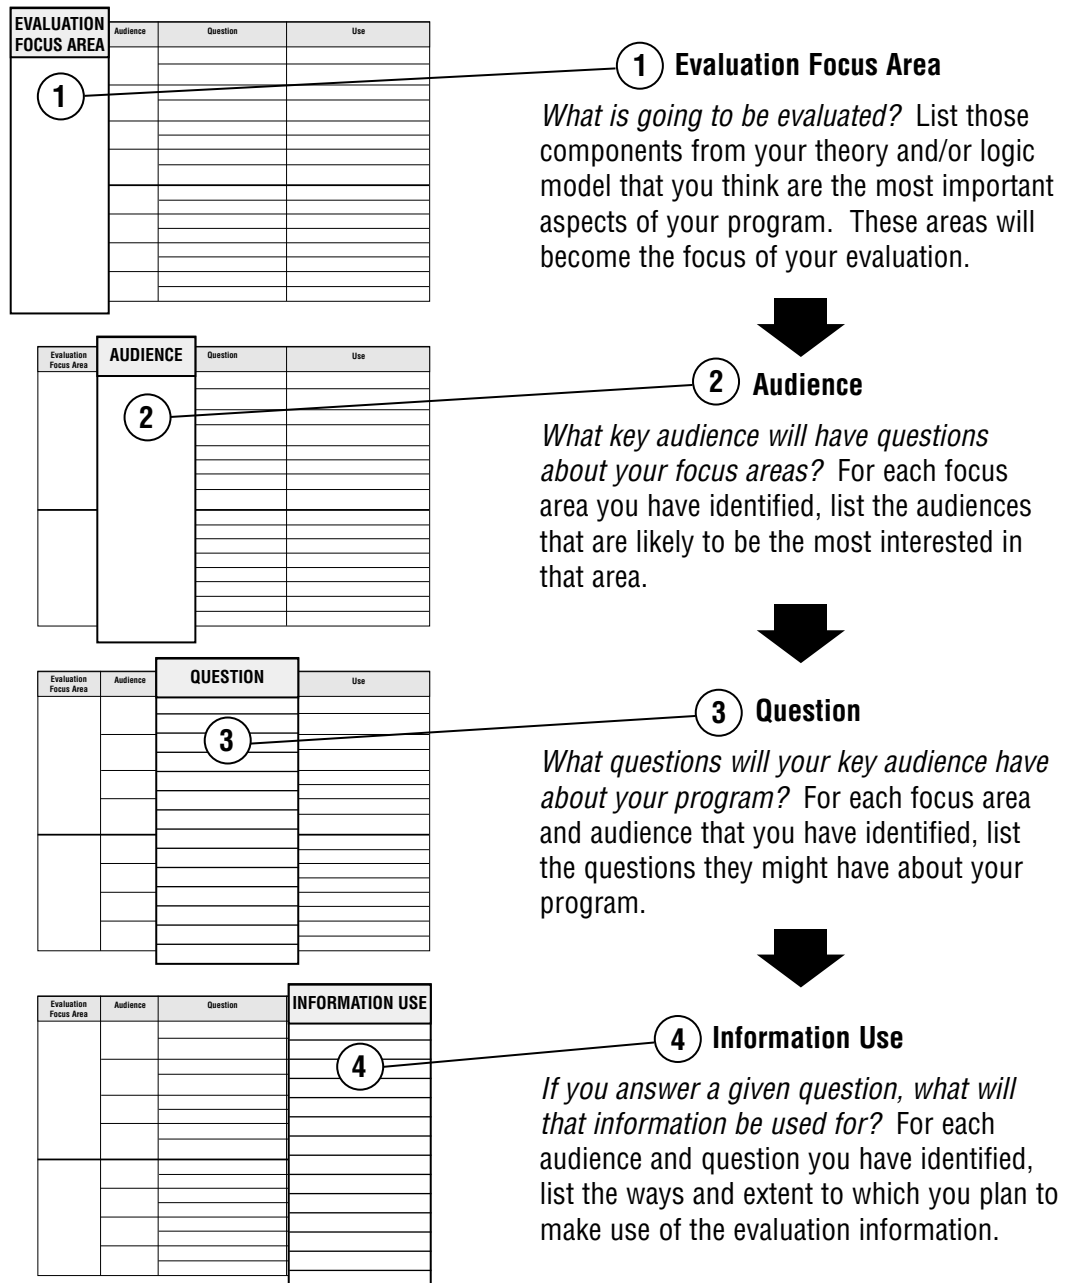 EVALUATION
FOCUS AREA
Audience Question Use
1
1 Evaluation Focus Area
What is going to be evaluated? List those
components from your theory and/or logic
model that you think are the most important
aspects of your program. These areas will
become the focus of your evaluation.
Evaluation
Focus Area
AUDIENCE Question Use
2
2 Audience
What key audience will have questions
about your focus areas? For each focus
area you have identified, list the audiences
that are likely to be the most interested in
that area.
Evaluation
Focus Area
Audience QUESTION Use
3
3 Question
What questions will your key audience have
about your program? For each focus area
and audience that you have identified, list
the questions they might have about your
program.
Evaluation
Focus Area
Audience Question INFORMATION USE
4
4 Information Use
If you answer a given question, what will
that information be used for? For each
audience and question you have identified,
list the ways and extent to which you plan to
make use of the evaluation information.